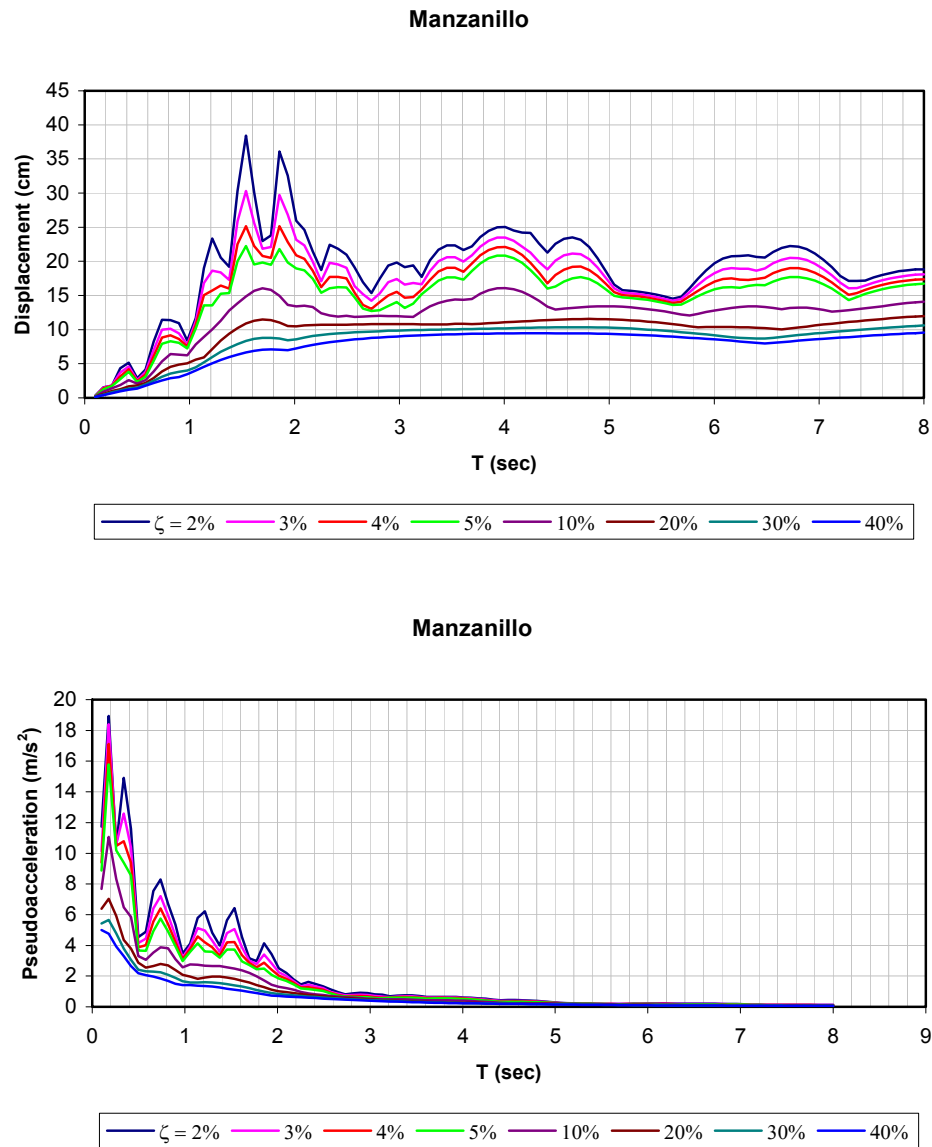 Manzanillo
45
40
35
30
25
20
15
10
5
0
Displacement (cm)
0 1 2 3 4 5 6 7 8
T (sec)
ζ = 2% 3% 4% 5% 10% 20% 30% 40%
Manzanillo
20
18
16
14
12
10
8
6
4
2
0
Pseudoacceleration (m/s²)
0 1 2 3 4 5 6 7 8 9
T (sec)
ζ = 2% 3% 4% 5% 10% 20% 30% 40%